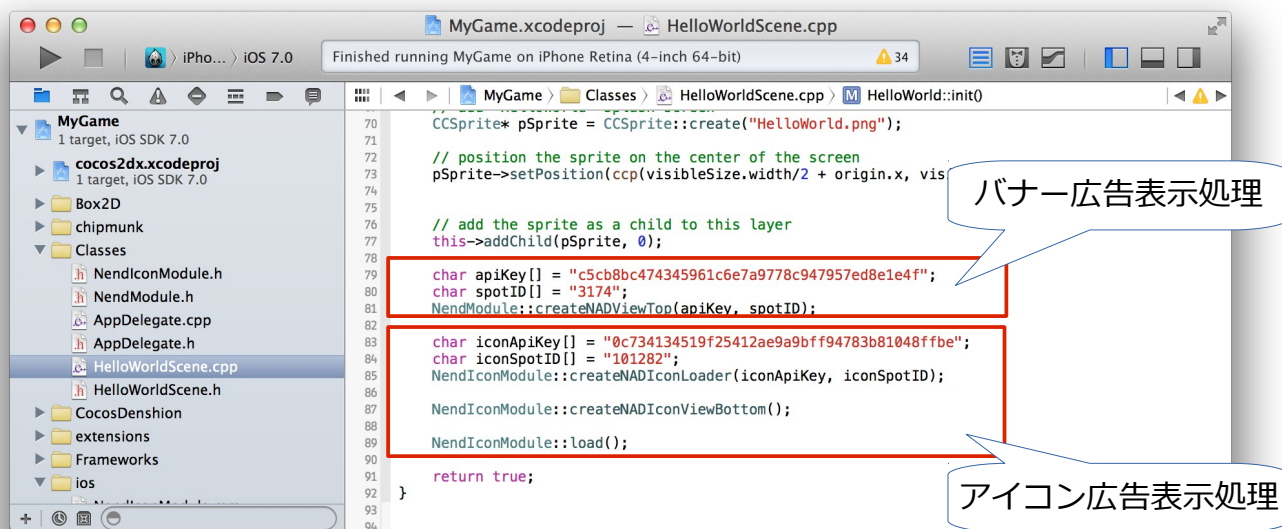 MyGame.xcodeproj — HelloWorldScene.cpp
iPho... 〉 iOS 7.0
Finished running MyGame on iPhone Retina (4-inch 64-bit)
34
MyGame 〉 Classes 〉 HelloWorldScene.cpp 〉 M HelloWorld::init()
MyGame
1 target, iOS SDK 7.0
cocos2dx.xcodeproj
1 target, iOS SDK 7.0
Box2D
chipmunk
Classes
NendIconModule.h
NendModule.h
AppDelegate.cpp
AppDelegate.h
HelloWorldScene.cpp
HelloWorldScene.h
CocosDenshion
extensions
Frameworks
ios
70 CCSprite* pSprite = CCSprite::create("HelloWorld.png");
71
72 // position the sprite on the center of the screen
73 pSprite->setPosition(ccp(visibleSize.width/2 + origin.x, vis
74
75
76 // add the sprite as a child to this layer
77 this->addChild(pSprite, 0);
78
79 char apiKey[] = "c5cb8bc474345961c6e7a9778c947957ed8e1e4f";
80 char spotID[] = "3174";
81 NendModule::createNADViewTop(apiKey, spotID);
82
83 char iconApiKey[] = "0c734134519f25412ae9a9bff94783b81048ffbe";
84 char iconSpotID[] = "101282";
85 NendIconModule::createNADIconLoader(iconApiKey, iconSpotID);
86
87 NendIconModule::createNADIconViewBottom();
88
89 NendIconModule::load();
90
91 return true;
92 }
93
94
バナー広告表示処理
アイコン広告表示処理